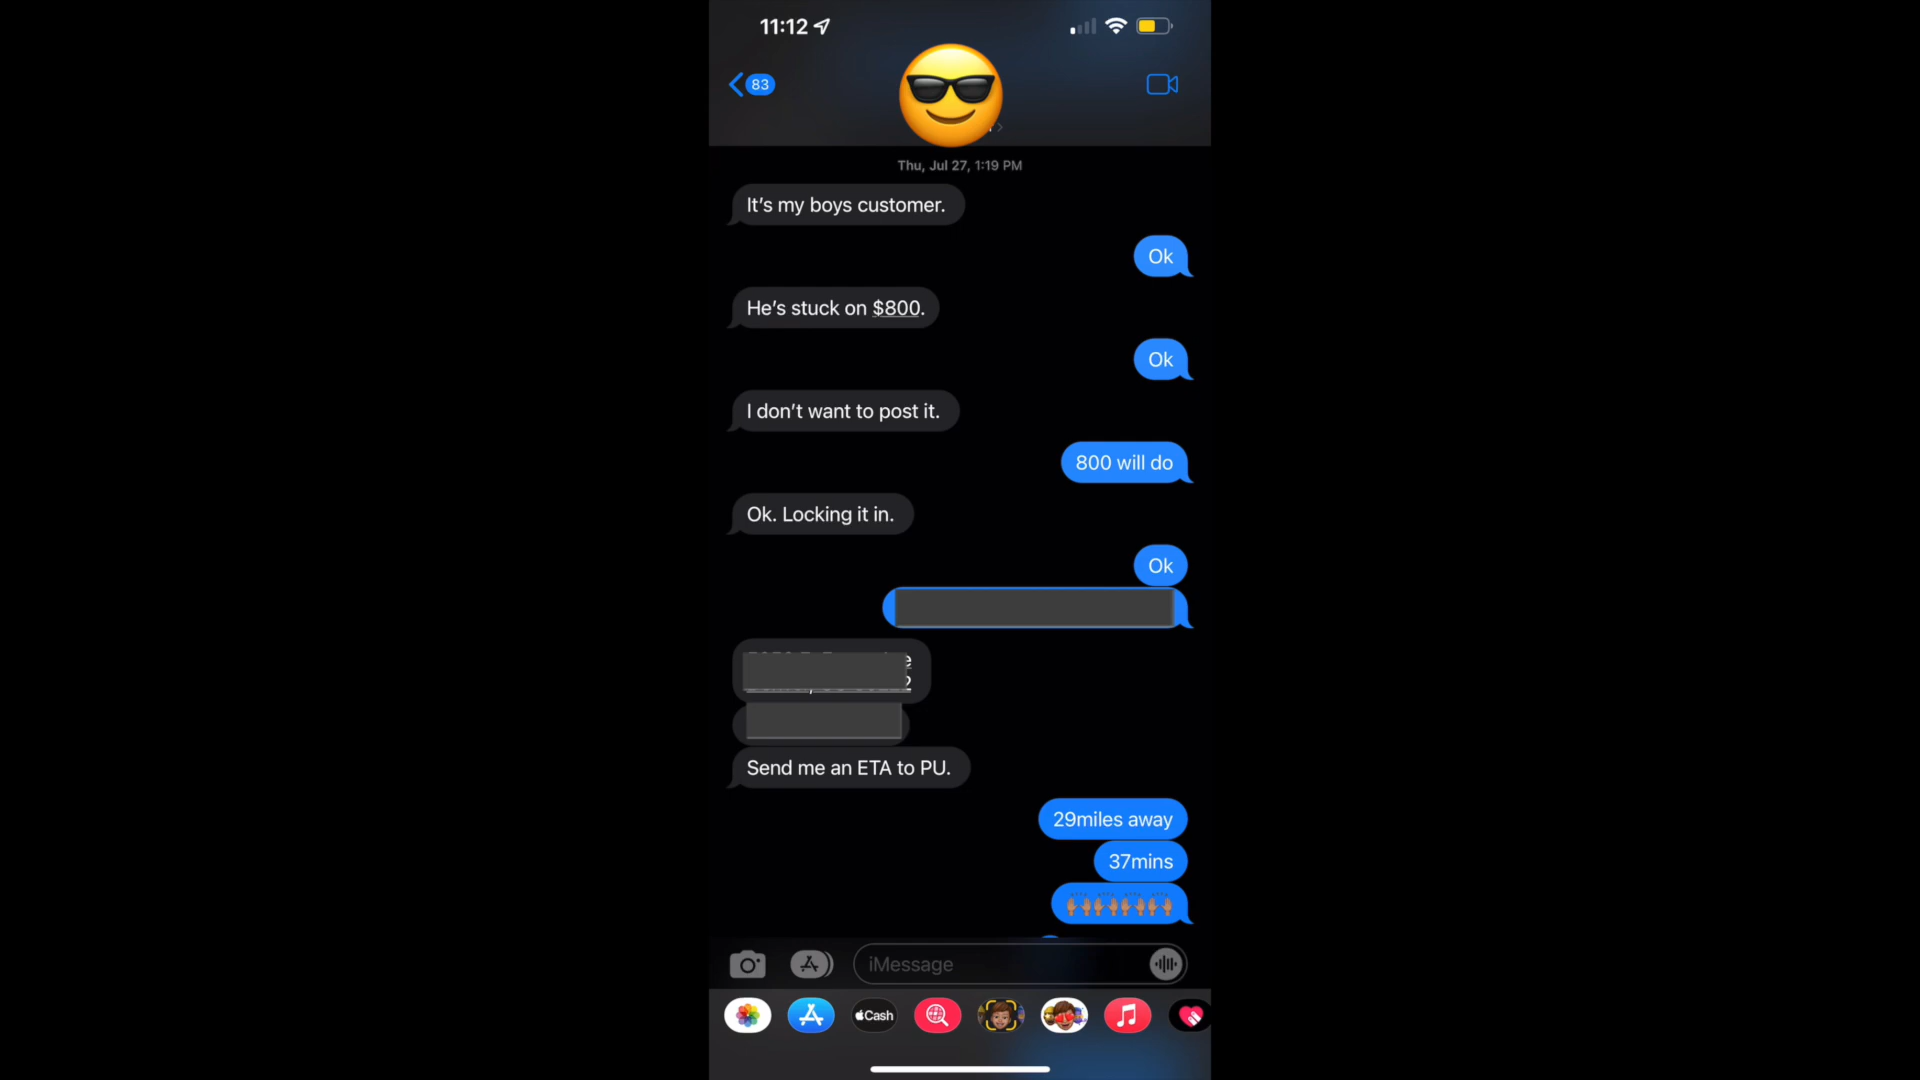 11:12
83
Thu, Jul 27, 1:19 PM
It's my boys customer.
Ok
He's stuck on $800.
Ok
I don't want to post it.
800 will do
Ok. Locking it in.
Ok
Send me an ETA to PU.
29miles away
37mins
iMessage
Cash